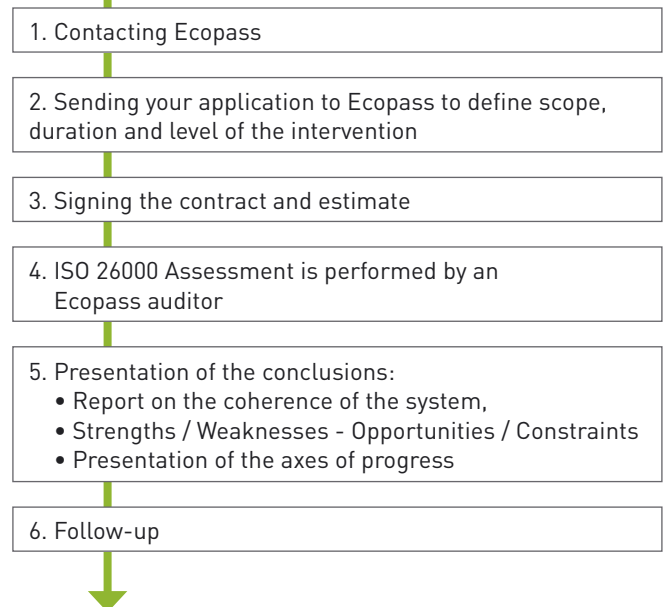 1. Contacting Ecopass
2. Sending your application to Ecopass to define scope,
duration and level of the intervention
3. Signing the contract and estimate
4. ISO 26000 Assessment is performed by an
Ecopass auditor
5. Presentation of the conclusions:
• Report on the coherence of the system,
• Strengths / Weaknesses - Opportunities / Constraints
• Presentation of the axes of progress
6. Follow-up